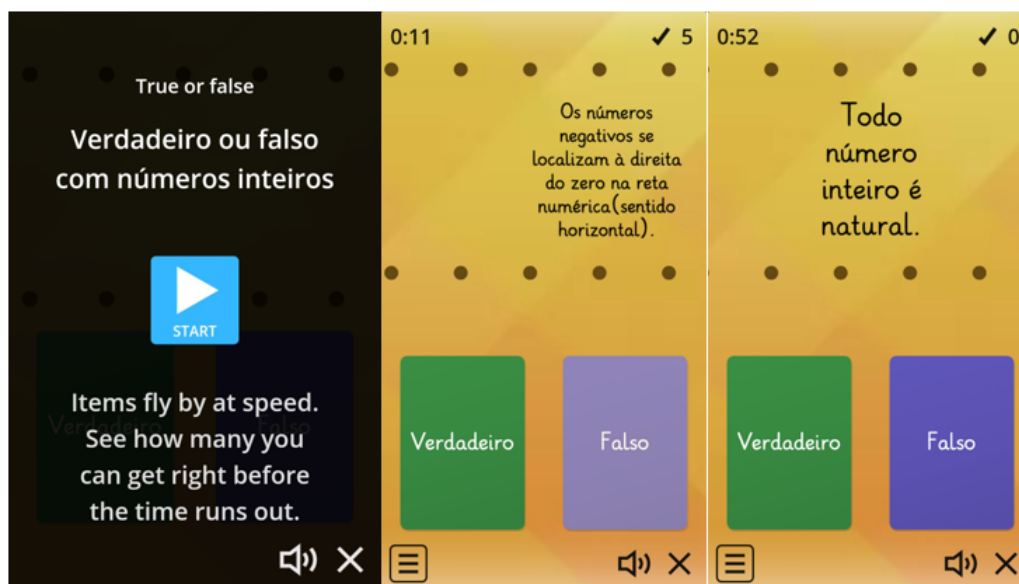 True or false
Verdadeiro ou falso
com números inteiros
START
Items fly by at speed.
See how many you
can get right before
the time runs out.
Verdadeiro
Falso
0:11
✓ 5
Os números
negativos se
localizam à direita
do zero na reta
numérica(sentido
horizontal).
Verdadeiro
Falso
0:52
✓ 0
Todo
número
inteiro é
natural.
Verdadeiro
Falso